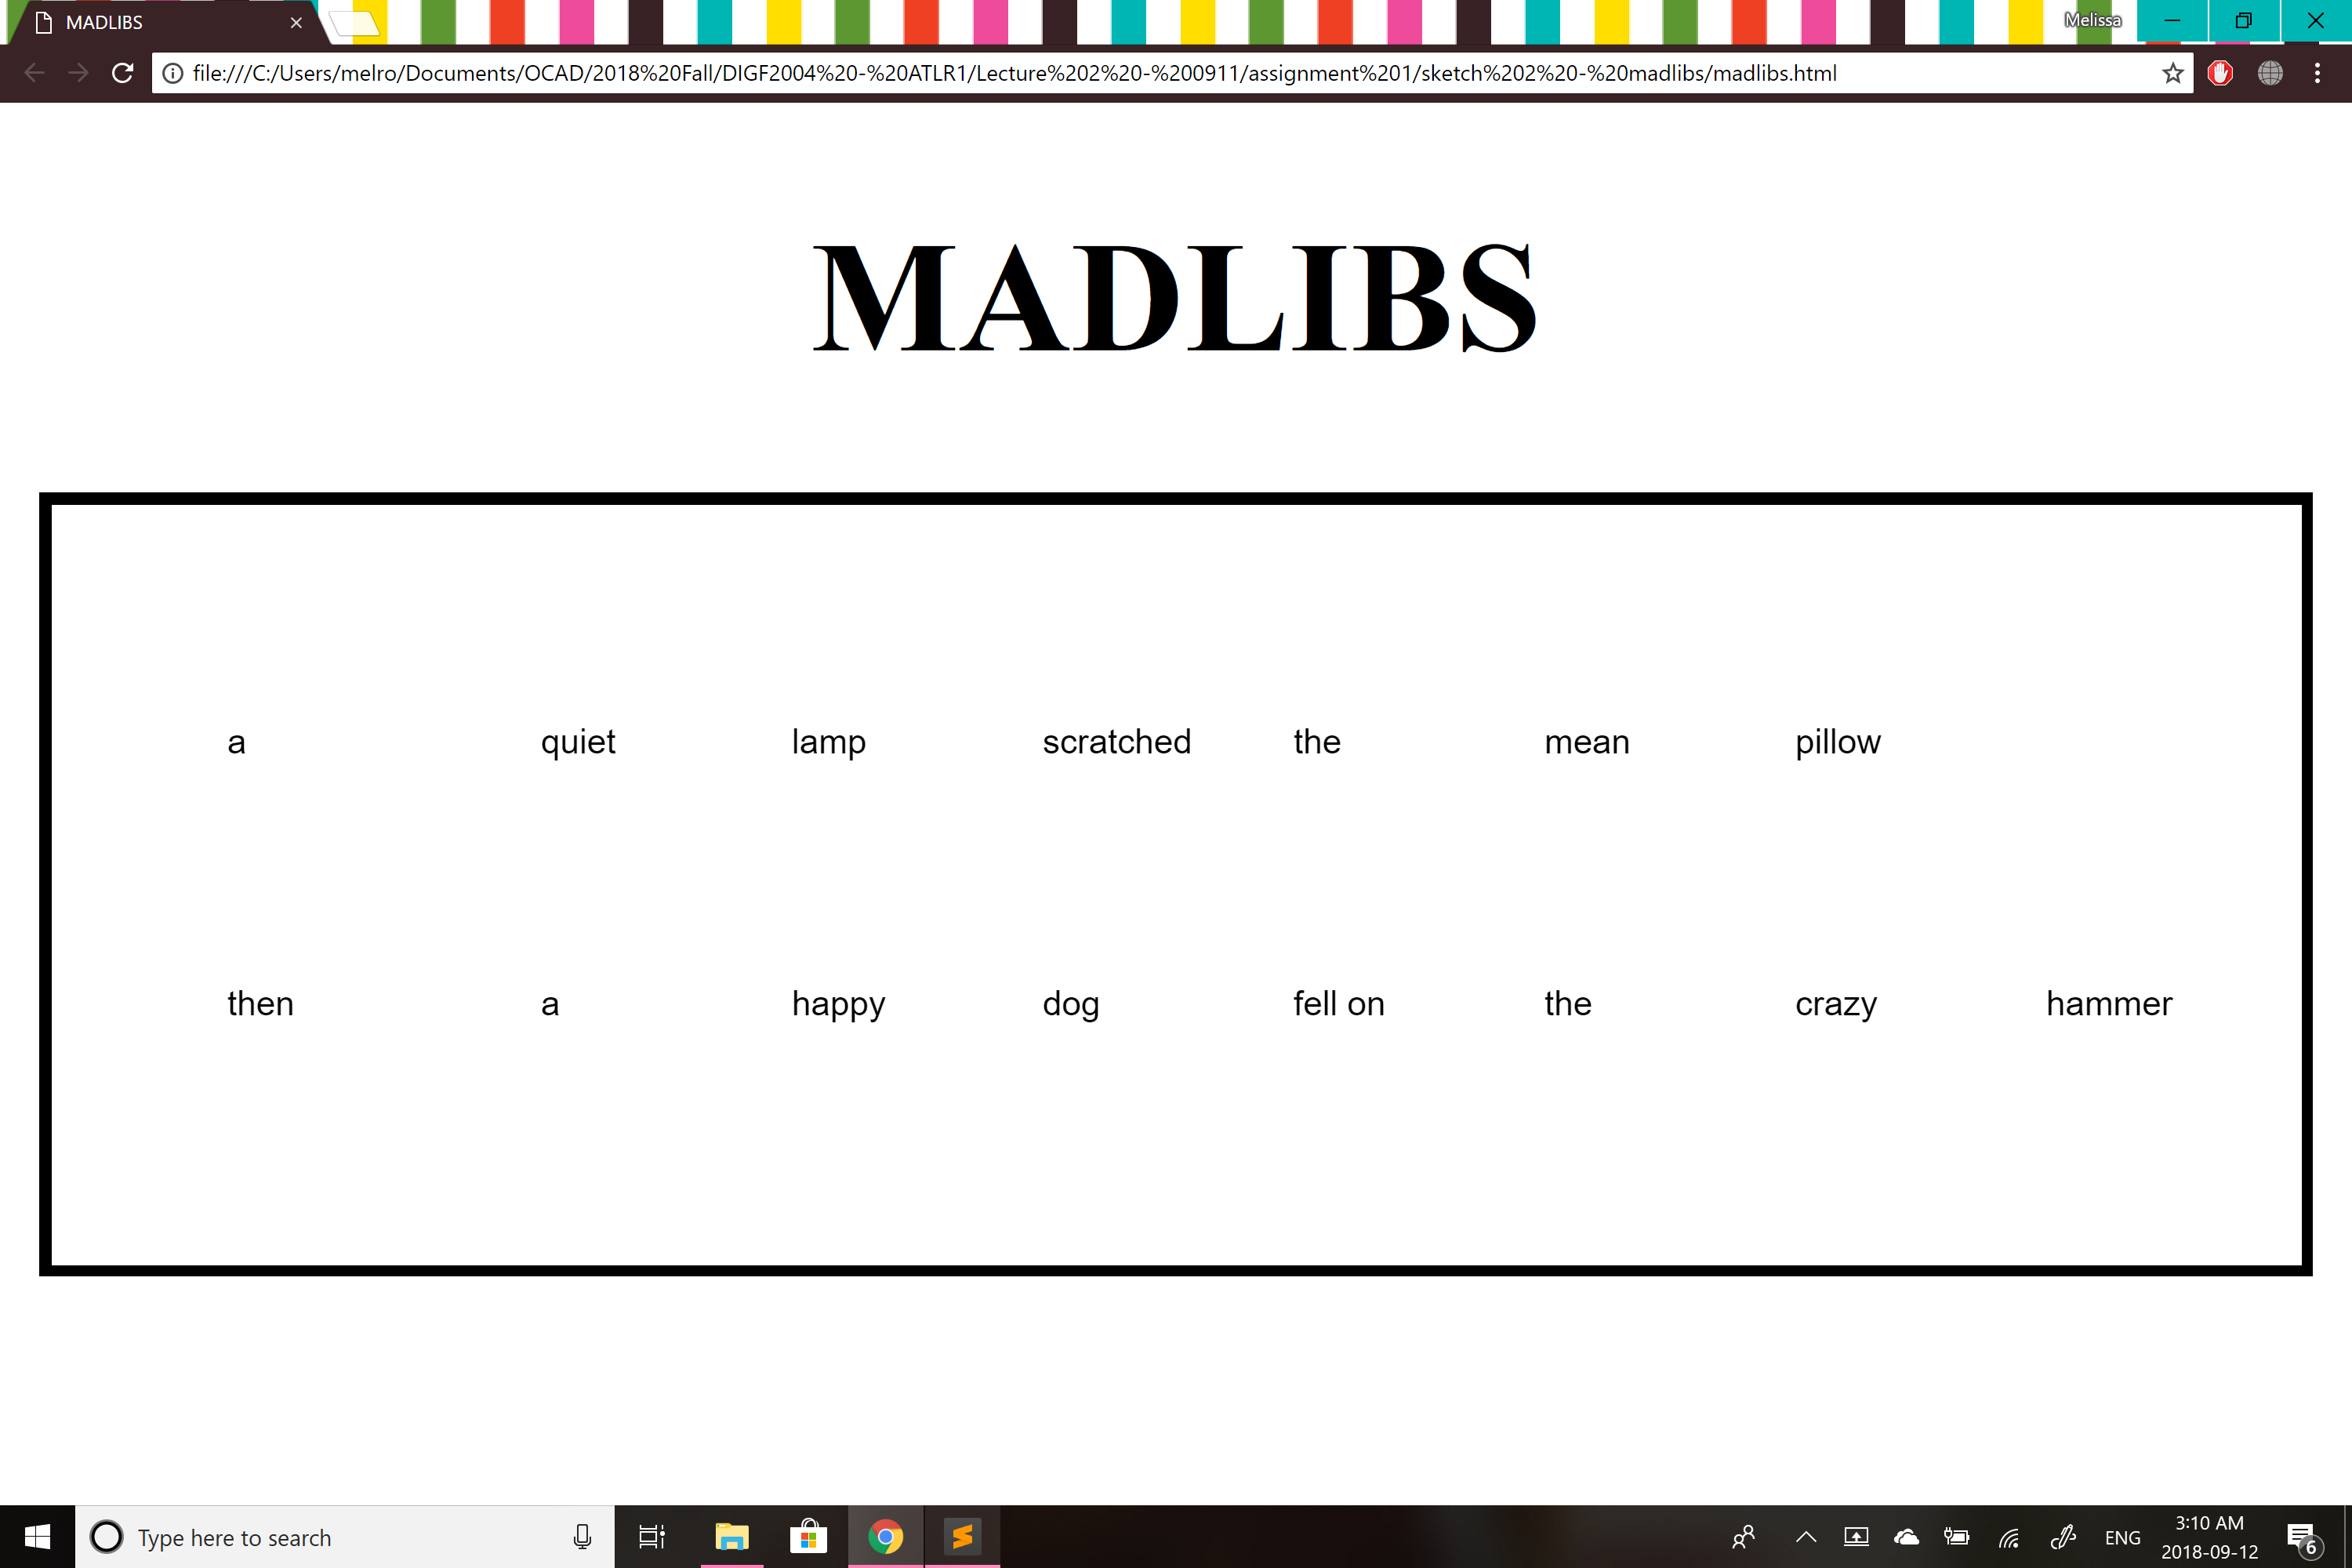 MADLIBS
Melissa
file:///C:/Users/melro/Documents/OCAD/2018%20Fall/DIGF2004%20-%20ATLR1/Lecture%202%20-%200911/assignment%201/sketch%202%20-%20madlibs/madlibs.html
MADLIBS
a quiet lamp scratched the mean pillow
then a happy dog fell on the crazy hammer
Type here to search
ENG
3:10 AM
2018-09-12
6